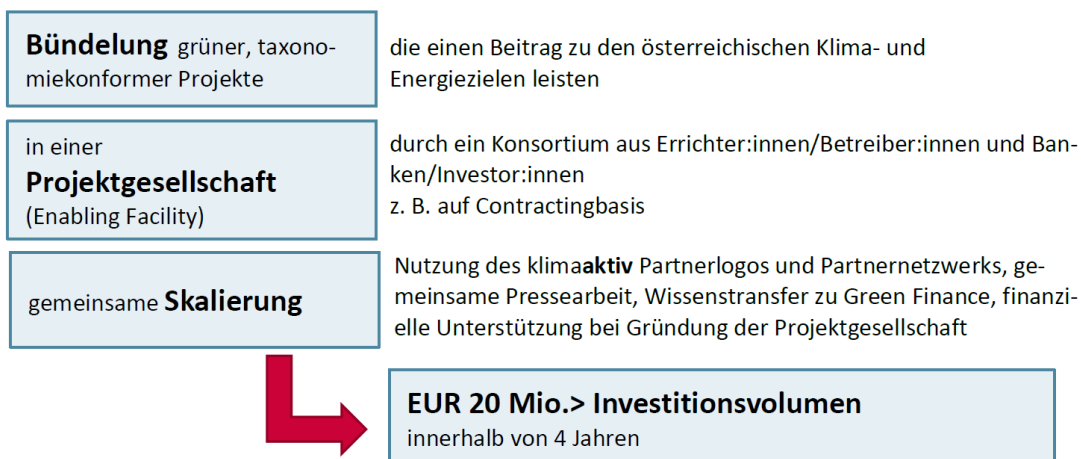 Bündelung grüner, taxono-
miekonformer Projekte
die einen Beitrag zu den österreichischen Klima- und
Energiezielen leisten
in einer
Projektgesellschaft
(Enabling Facility)
durch ein Konsortium aus Errichter:innen/Betreiber:innen und Ban-
ken/Investor:innen
z. B. auf Contractingbasis
gemeinsame Skalierung
Nutzung des klimaaktiv Partnerlogos und Partnernetzwerks, ge-
meinsame Pressearbeit, Wissenstransfer zu Green Finance, finanzi-
elle Unterstützung bei Gründung der Projektgesellschaft
EUR 20 Mio.> Investitionsvolumen
innerhalb von 4 Jahren